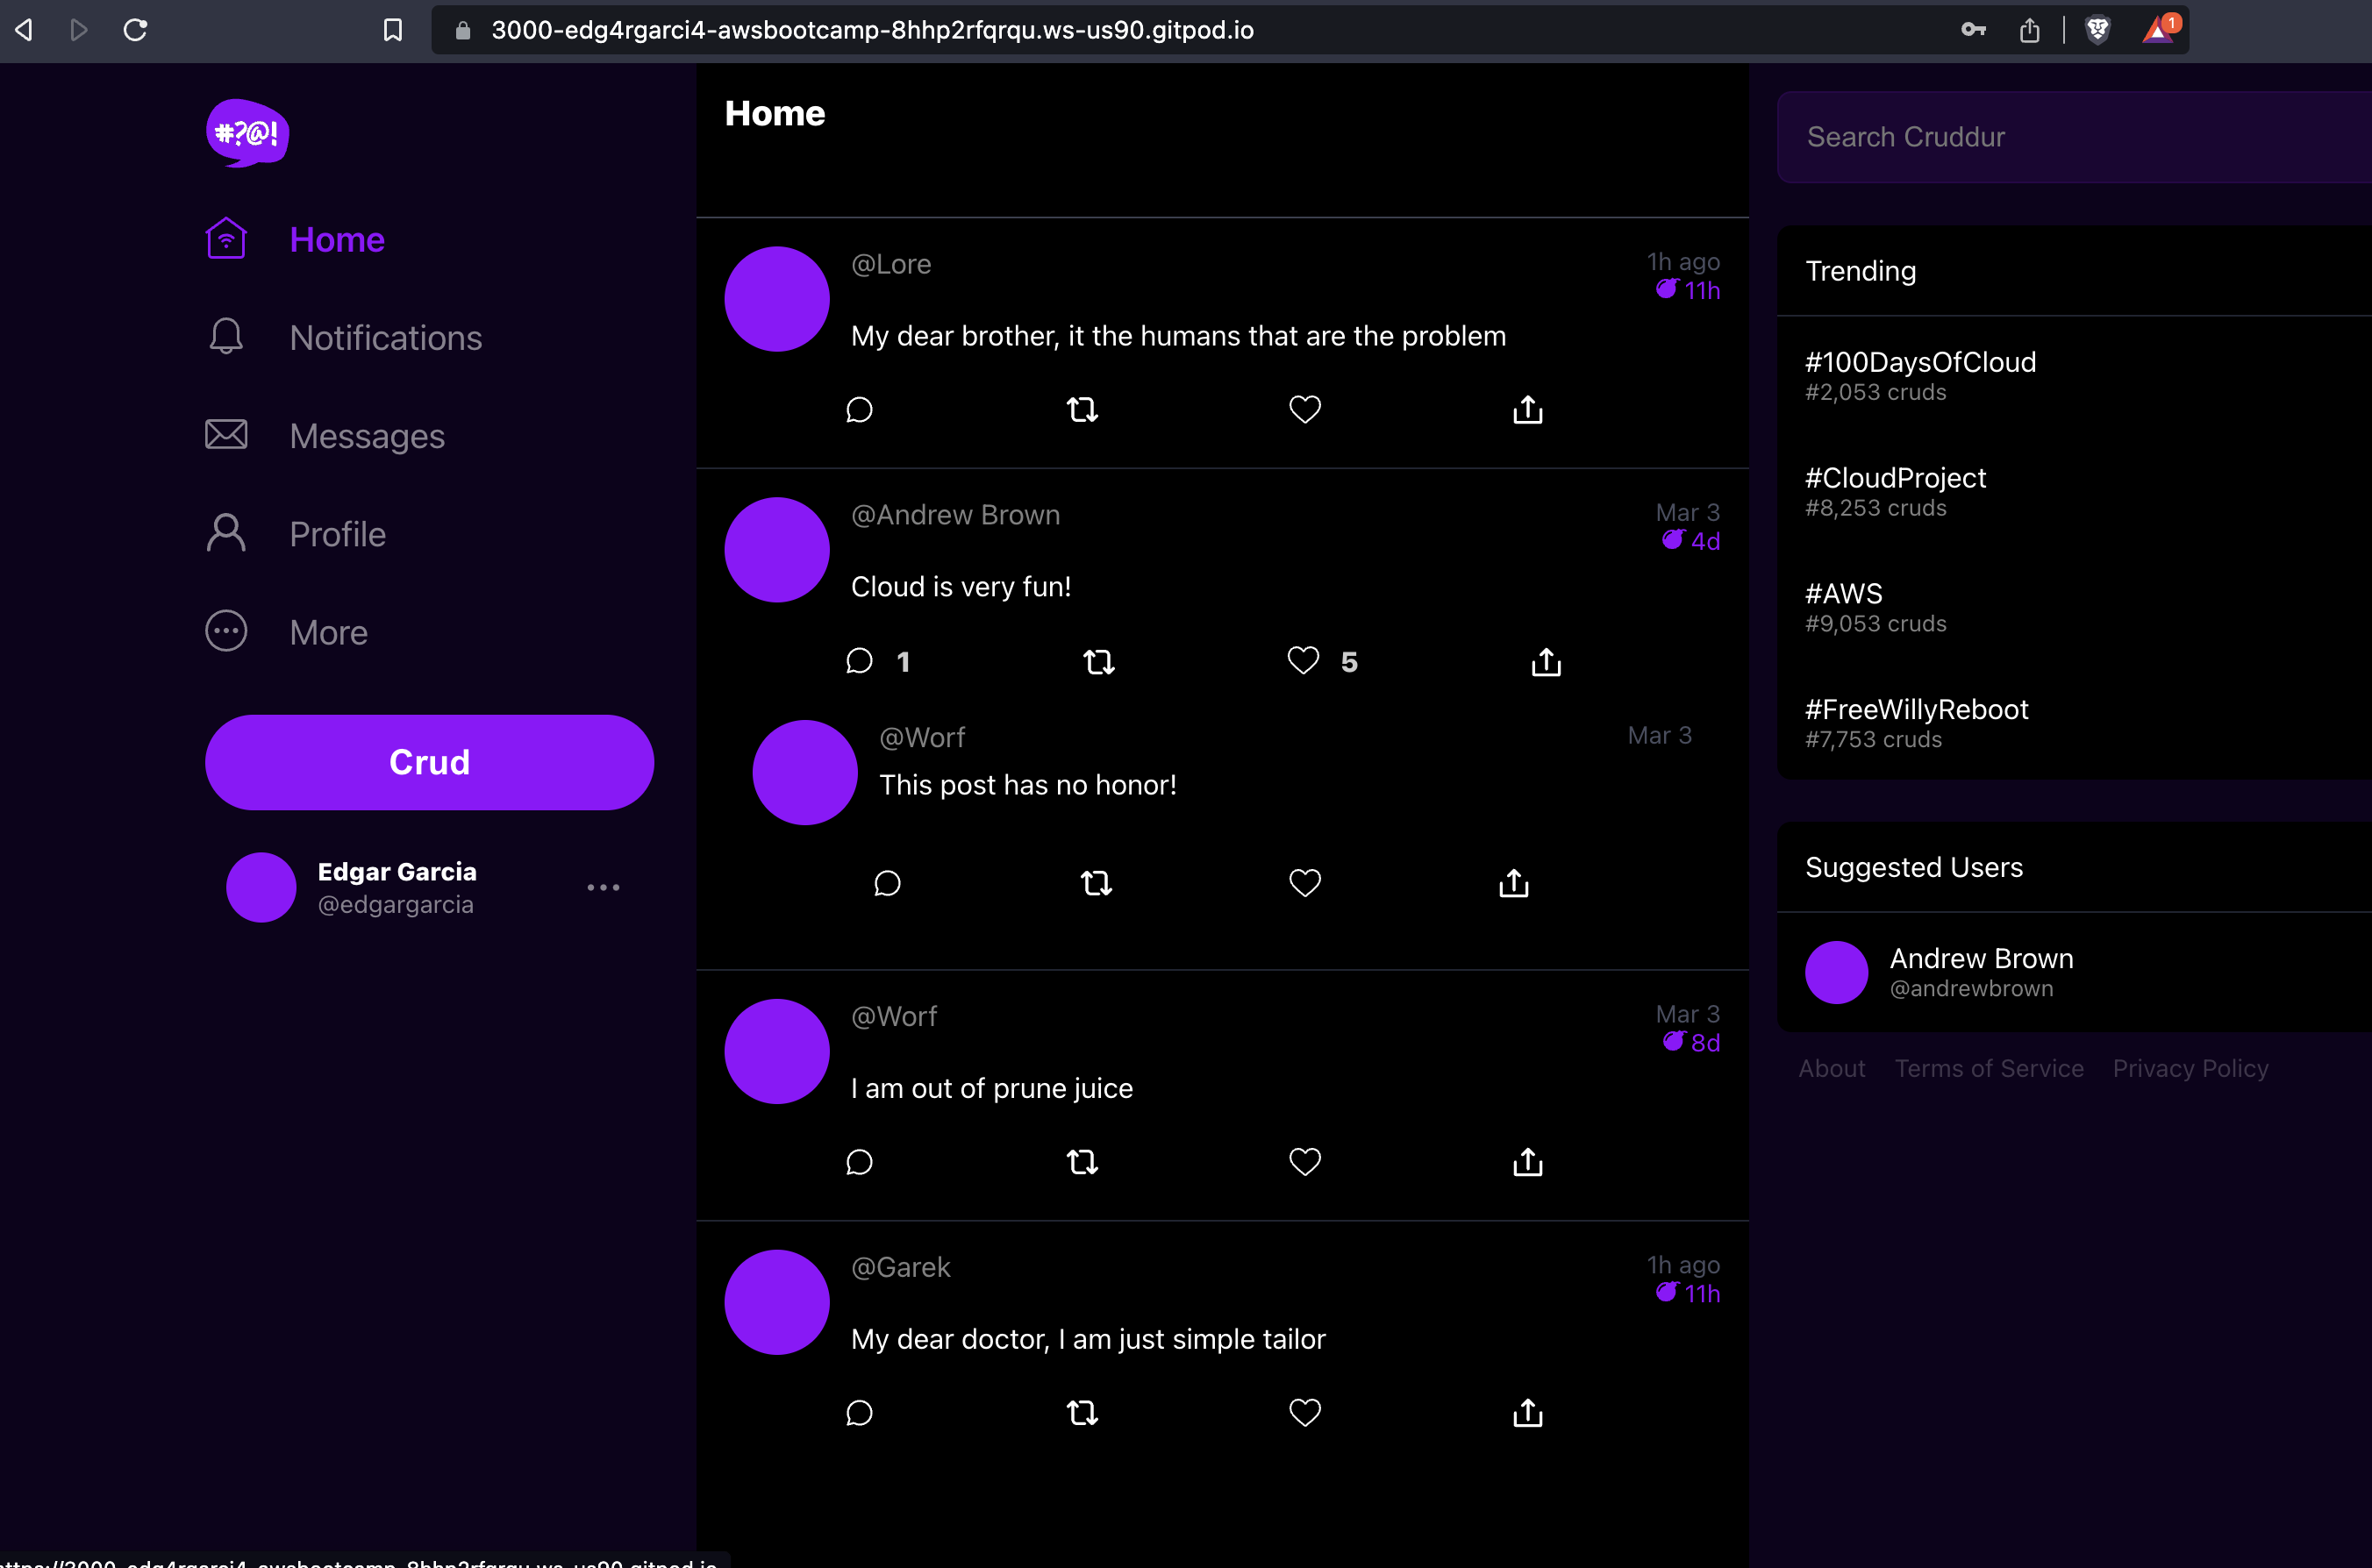 3000-edg4rgarci4-awsbootcamp-8hhp2rfqrqu.ws-us90.gitpod.io
1
#?@!
Home
Notifications
Messages
Profile
More
Crud
Edgar Garcia
@edgargarcia
Home
@Lore
1h ago
11h
My dear brother, it the humans that are the problem
@Andrew Brown
Mar 3
4d
Cloud is very fun!
1
5
@Worf
Mar 3
This post has no honor!
@Worf
Mar 3
8d
I am out of prune juice
@Garek
1h ago
11h
My dear doctor, I am just simple tailor
Search Cruddur
Trending
#100DaysOfCloud
#2,053 cruds
#CloudProject
#8,253 cruds
#AWS
#9,053 cruds
#FreeWillyReboot
#7,753 cruds
Suggested Users
Andrew Brown
@andrewbrown
About Terms of Service Privacy Policy